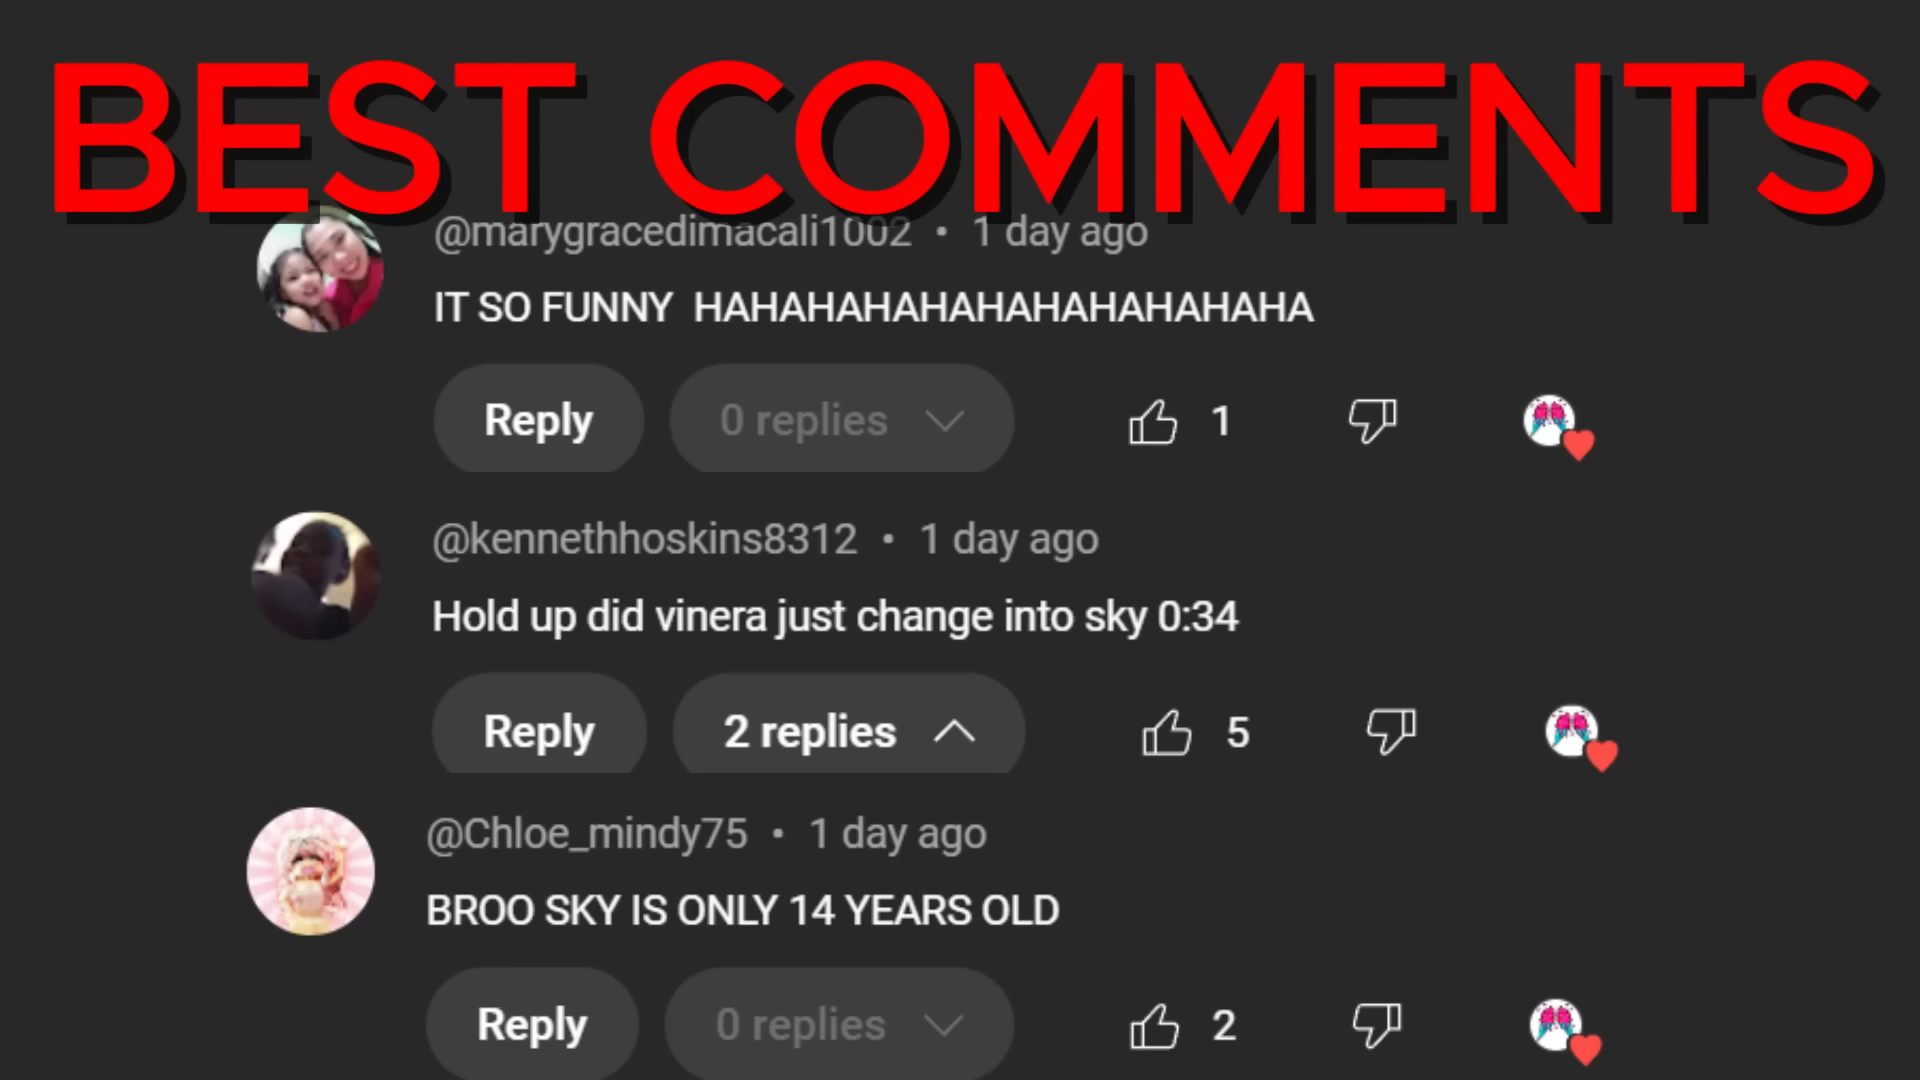 BEST COMMENTS
@marygracedimacali1002 • 1 day ago
IT SO FUNNY HAHAHAHAHAHAHAHAHAHAHA
Reply 0 replies 1
@kennethhoskins8312 • 1 day ago
Hold up did vinera just change into sky 0:34
Reply 2 replies 5
@Chloe_mindy75 • 1 day ago
BROO SKY IS ONLY 14 YEARS OLD
Reply 0 replies 2